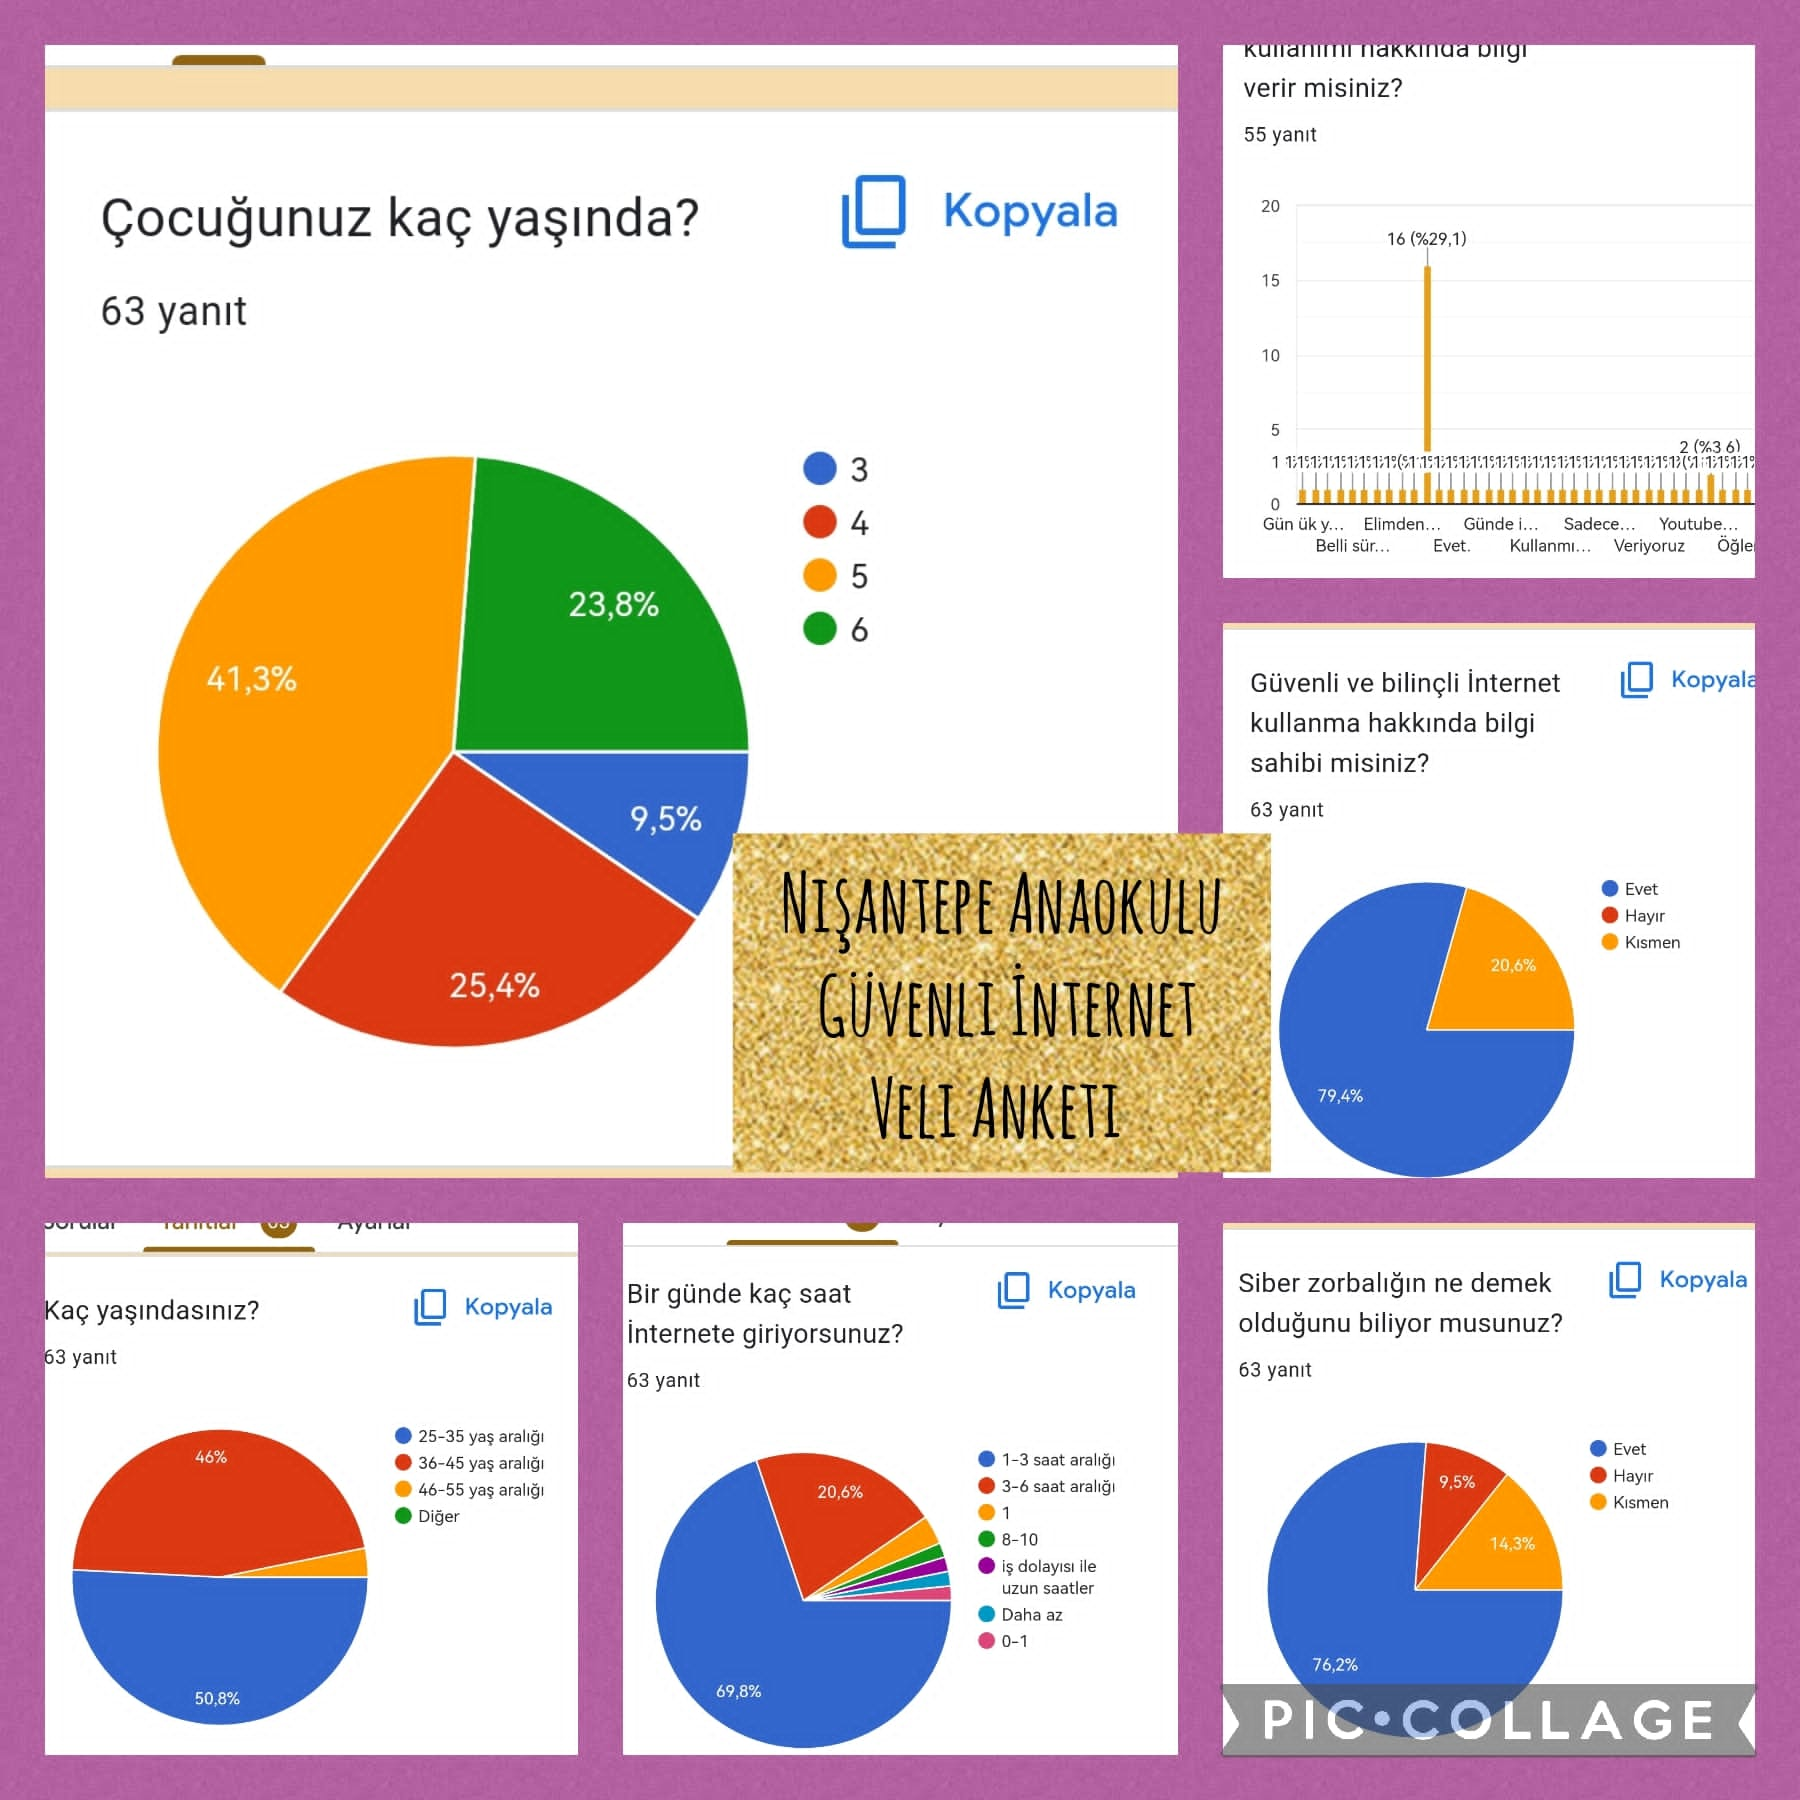 Çocuğunuz kaç yaşında?
Kopyala
63 yanıt
3
4
5
6
23,8%
41,3%
9,5%
25,4%
kullanımı hakkında bilgi
verir misiniz?
55 yanıt
20
16 (%29,1)
15
10
5
2 (%3 6)
1
0
Gün ük y... Elimden... Günde i... Sadece... Youtube...
Belli sür... Evet. Kullanmı... Veriyoruz
Güvenli ve bilinçli İnternet
kullanma hakkında bilgi
sahibi misiniz?
Kopyala
63 yanıt
Evet
Hayır
Kısmen
20,6%
79,4%
NIŞANTEPE ANAOKULU
GÜVENLI İNTERNET
VELI ANKETI
Sorular Yanıtlar 63 Ayarlar
Kaç yaşındasınız?
Kopyala
63 yanıt
25-35 yaş aralığı
36-45 yaş aralığı
46-55 yaş aralığı
Diğer
46%
50,8%
Bir günde kaç saat
İnternete giriyorsunuz?
Kopyala
63 yanıt
1-3 saat aralığı
3-6 saat aralığı
1
8-10
iş dolayısı ile
uzun saatler
Daha az
0-1
20,6%
69,8%
Siber zorbalığın ne demek
olduğunu biliyor musunuz?
Kopyala
63 yanıt
Evet
Hayır
Kısmen
9,5%
14,3%
76,2%
PIC•COLLAGE